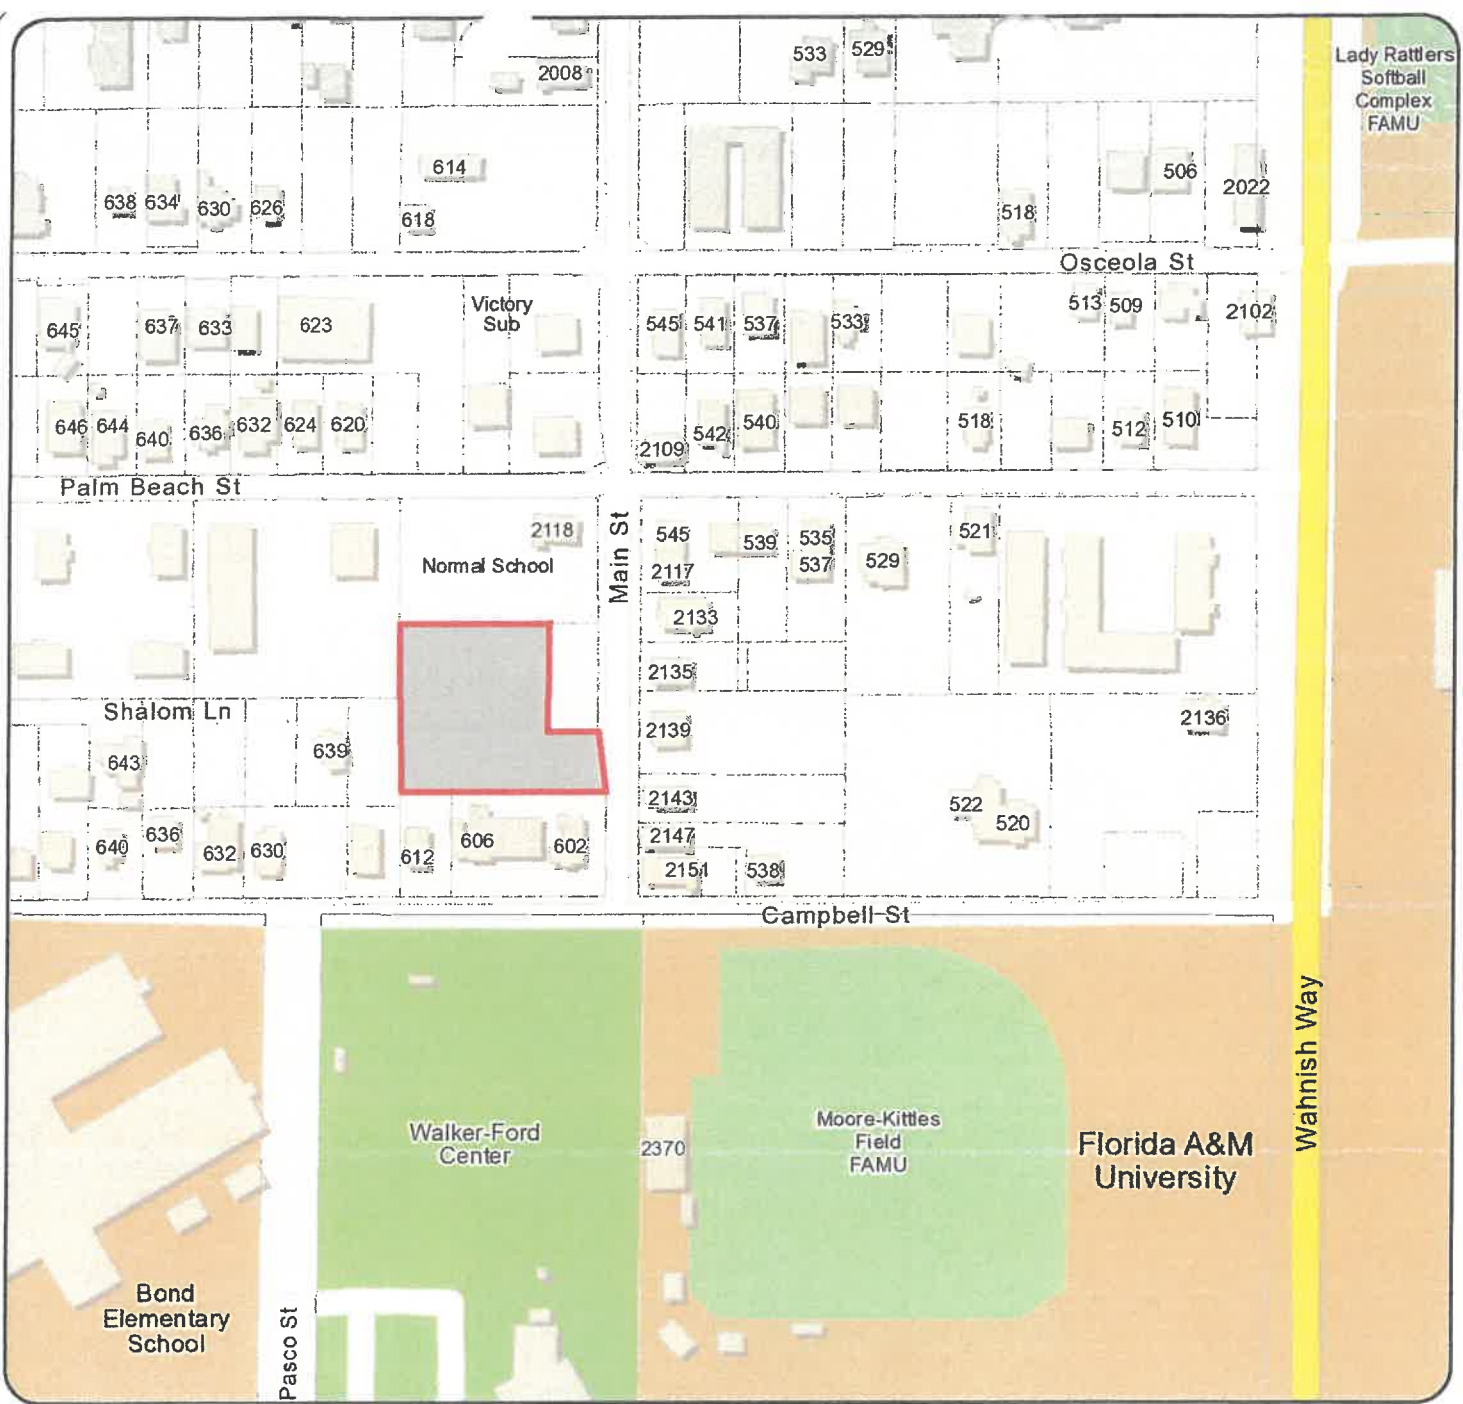 533
529
Lady Rattlers
Softball
Complex
FAMU
2008
614
506
2022
638
634
630
626
618
518
Osceola St
645
637
633
623
Victory
Sub
545
541
537
533
513
509
2102
646
644
640
636
632
624
620
2109
542
540
518
512
510
Palm Beach St
2118
Normal School
Main St
545
2117
539
535
537
529
521
2133
2135
Shalom Ln
2139
2136
643
639
2143
522
520
640
636
632
630
612
606
602
2147
2151
538
Campbell St
Wahnish Way
Walker-Ford
Center
2370
Moore-Kittles
Field
FAMU
Florida A&M
University
Bond
Elementary
School
Pasco St